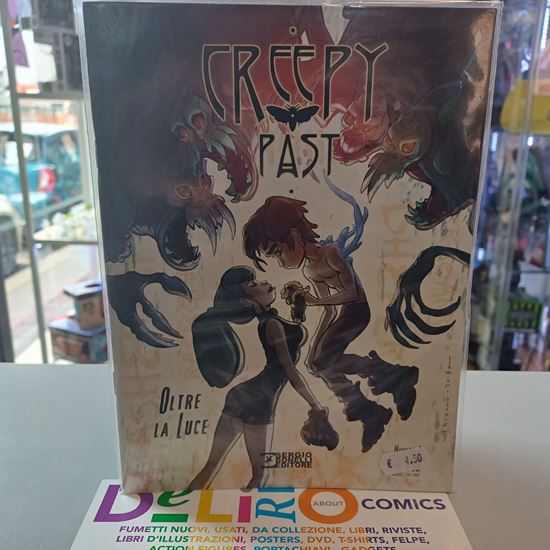 CREEPY
PAST
OLTRE
LA LUCE
SERGIO
BONELLI
EDITORE
€ 4,50
DeLIRIO
ABOUT
COMICS
FUMETTI NUOVI, USATI, DA COLLEZIONE, LIBRI, RIVISTE,
LIBRI D'ILLUSTRAZIONI, POSTERS, DVD, T-SHIRTS, FELPE,
ACTION FIGURES, PORTACHIAVI, GADGETS